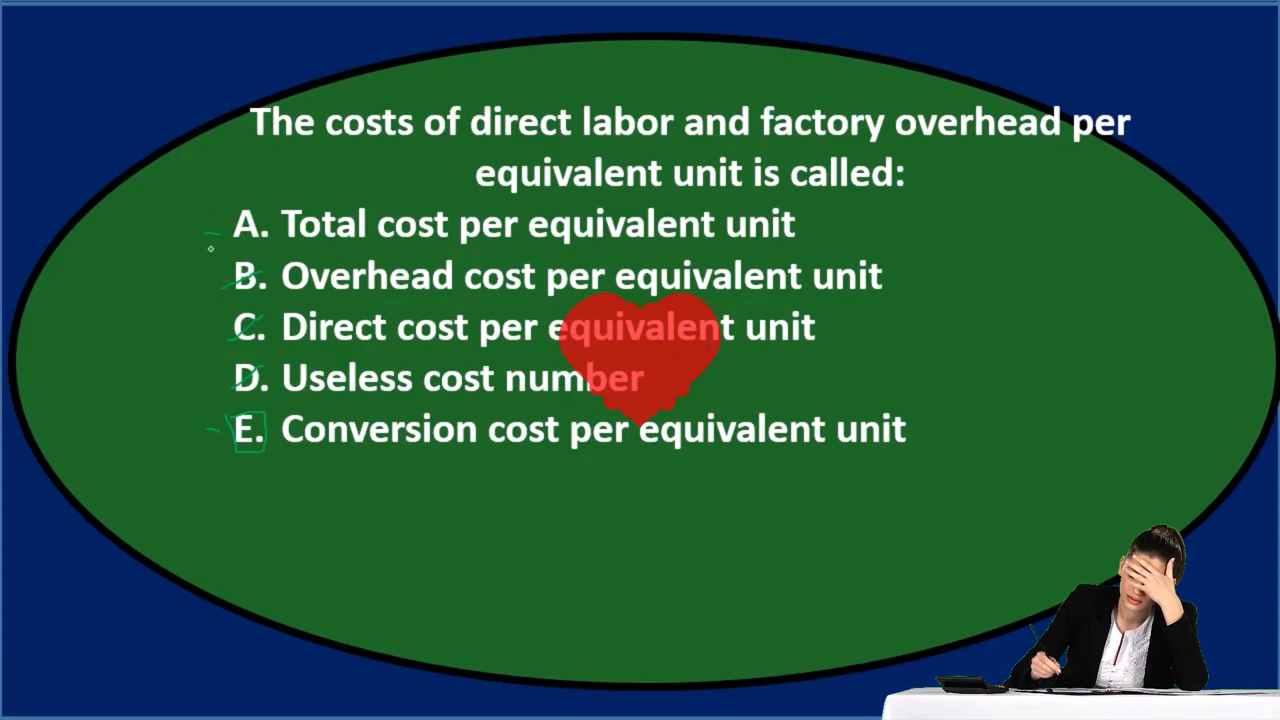 The costs of direct labor and factory overhead per
equivalent unit is called:
A. Total cost per equivalent unit
B. Overhead cost per equivalent unit
C. Direct cost per equivalent unit
D. Useless cost number
E. Conversion cost per equivalent unit